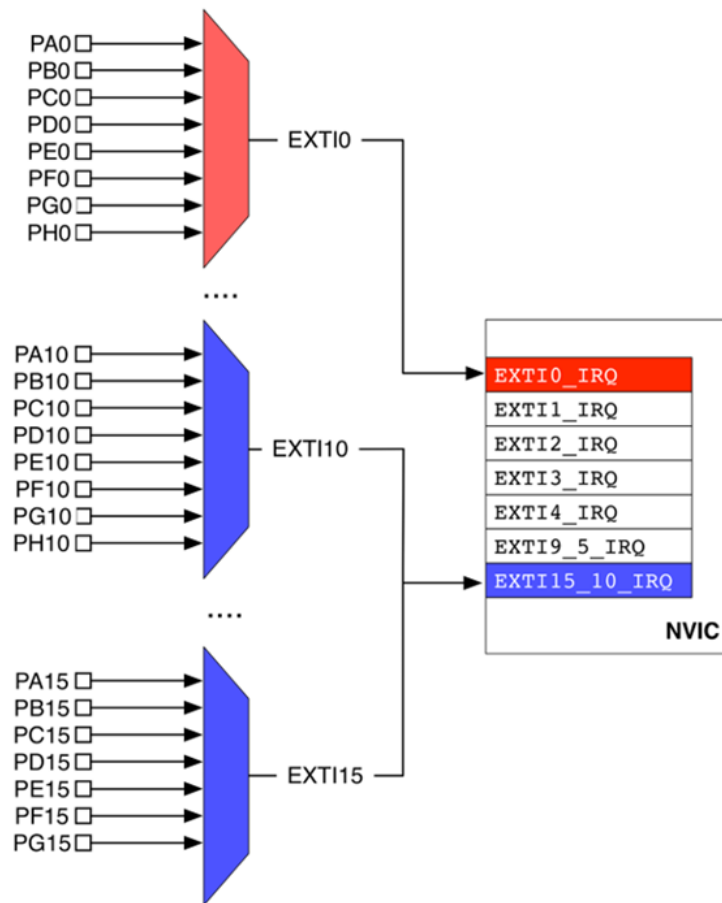 PA0
PB0
PC0
PD0
PE0
PF0
PG0
PH0
EXTI0
....
PA10
PB10
PC10
PD10
PE10
PF10
PG10
PH10
EXTI10
....
PA15
PB15
PC15
PD15
PE15
PF15
PG15
EXTI15
EXTI0_IRQ
EXTI1_IRQ
EXTI2_IRQ
EXTI3_IRQ
EXTI4_IRQ
EXTI9_5_IRQ
EXTI15_10_IRQ
NVIC